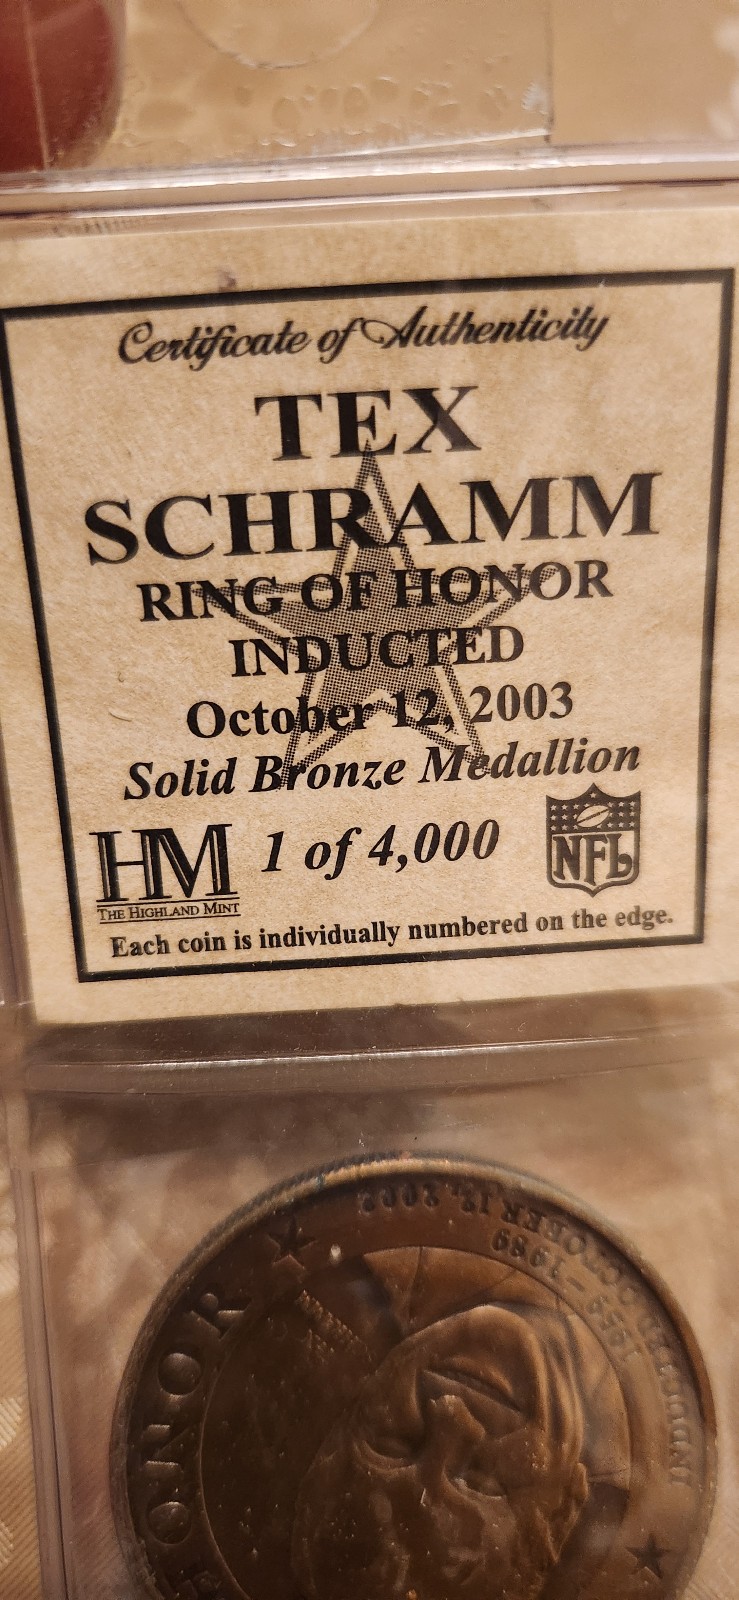 Certificate of Authenticity
TEX
SCHRAMM
RING OF HONOR
INDUCTED
October 12, 2003
Solid Bronze Medallion
HM 1 of 4,000 NFL
THE HIGHLAND MINT
Each coin is individually numbered on the edge.
INDUCTED OCTOBER 12, 2003
1959 - 1989
HONOR